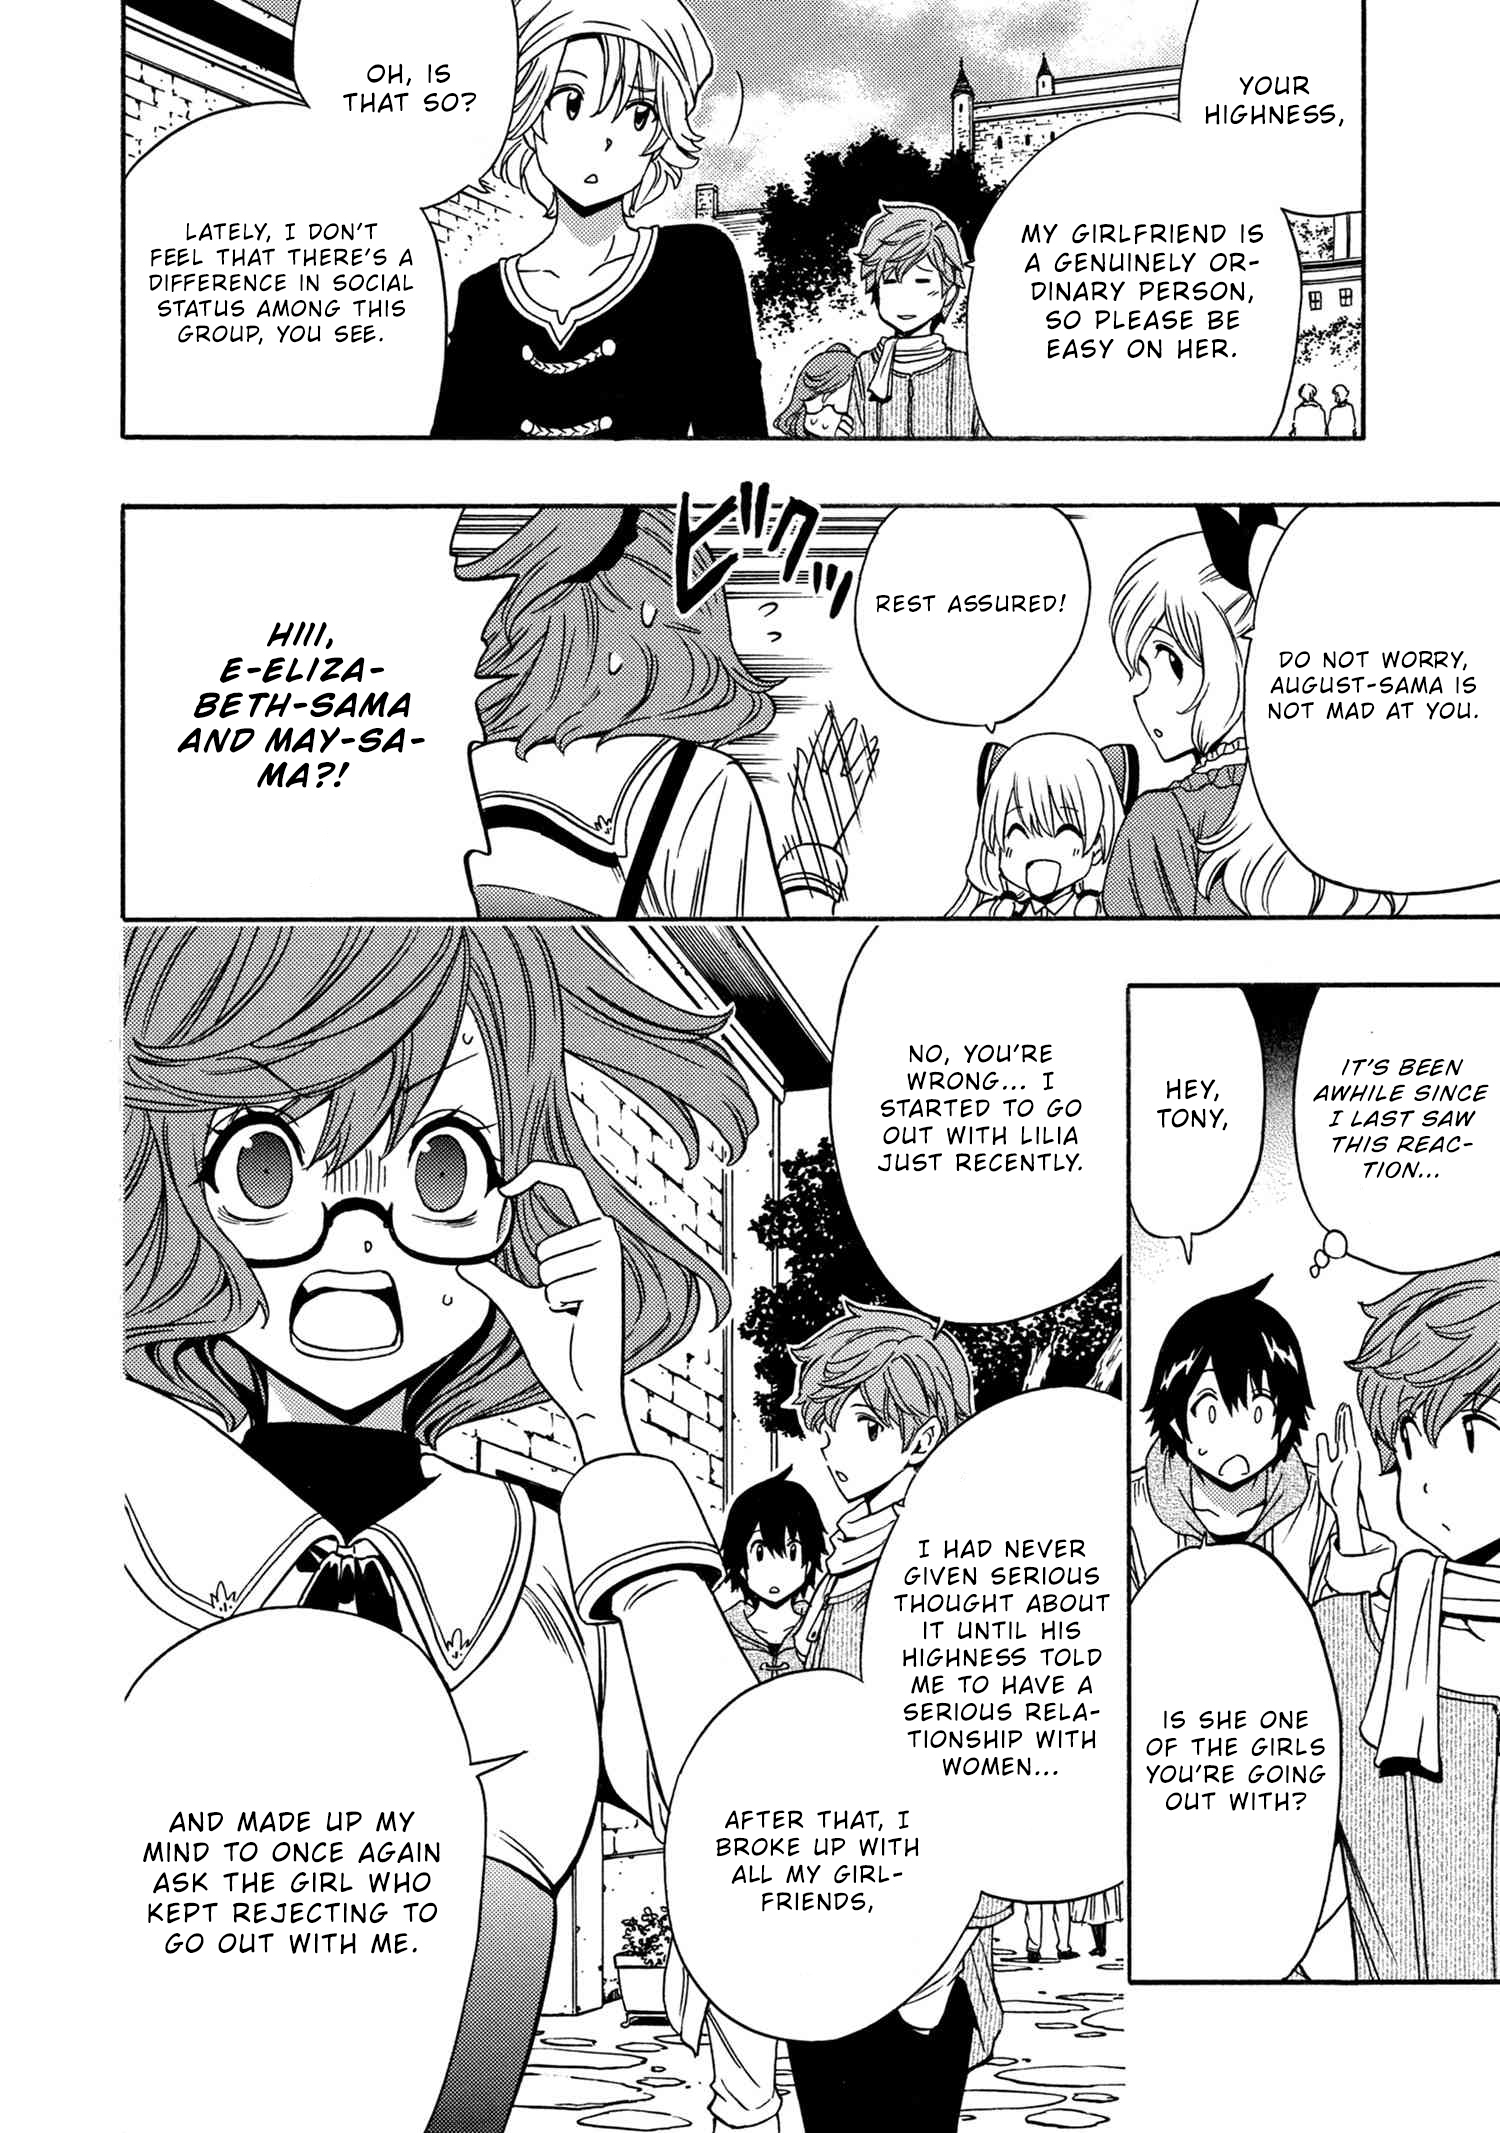 YOUR
HIGHNESS,
MY GIRLFRIEND IS
A GENUINELY OR-
DINARY PERSON,
SO PLEASE BE
EASY ON HER.
OH, IS
THAT SO?
LATELY, I DON'T
FEEL THAT THERE'S A
DIFFERENCE IN SOCIAL
STATUS AMONG THIS
GROUP, YOU SEE.
DO NOT WORRY,
AUGUST-SAMA IS
NOT MAD AT YOU.
REST ASSURED!
ビクッ
HIII,
E-ELIZA-
BETH-SAMA
AND MAY-SA-
MA?!
IT'S BEEN
AWHILE SINCE
I LAST SAW
THIS REAC-
TION...
HEY,
TONY,
IS SHE ONE
OF THE GIRLS
YOU'RE GOING
OUT WITH?
NO, YOU'RE
WRONG... I
STARTED TO GO
OUT WITH LILIA
JUST RECENTLY.
I HAD NEVER
GIVEN SERIOUS
THOUGHT ABOUT
IT UNTIL HIS
HIGHNESS TOLD
ME TO HAVE A
SERIOUS RELA-
TIONSHIP WITH
WOMEN...
AFTER THAT, I
BROKE UP WITH
ALL MY GIRL-
FRIENDS,
AND MADE UP MY
MIND TO ONCE AGAIN
ASK THE GIRL WHO
KEPT REJECTING TO
GO OUT WITH ME.